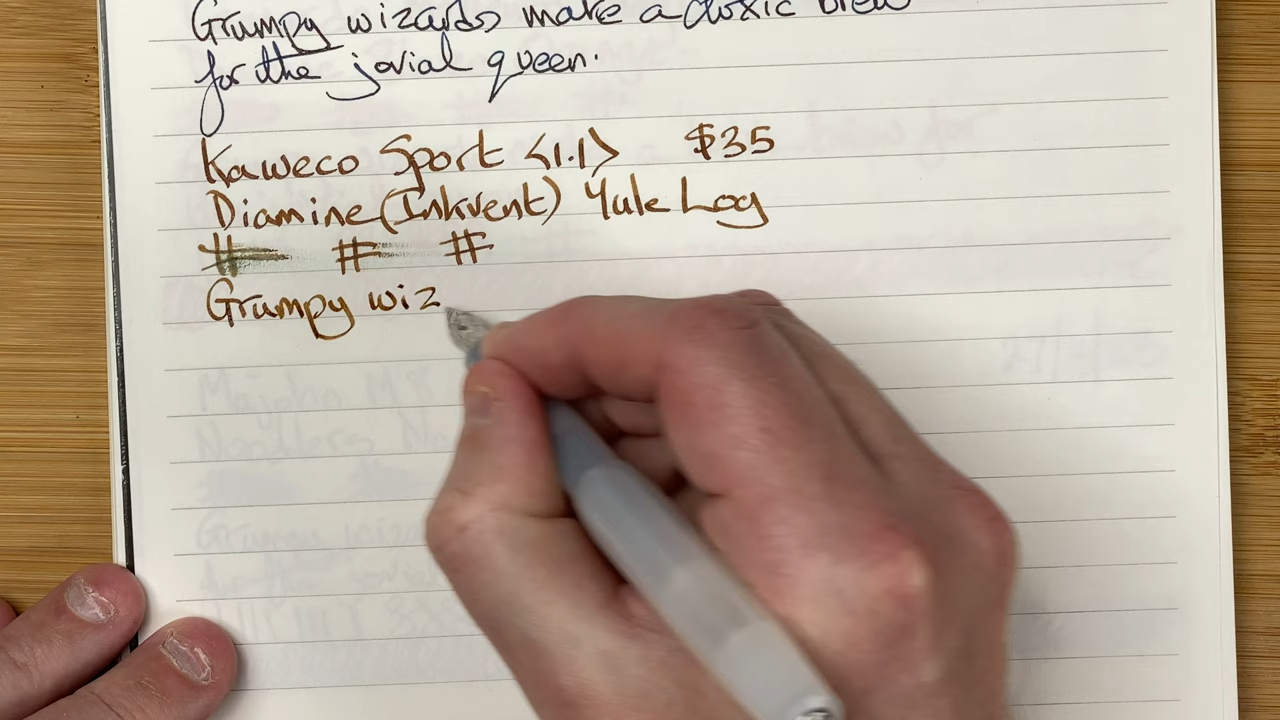 Grumpy wizards make a toxic brew
for the jovial queen.
Kaweco Sport <1.1> $35
Diamine (Inkvent) Yule Log
# # #
Grumpy wiz